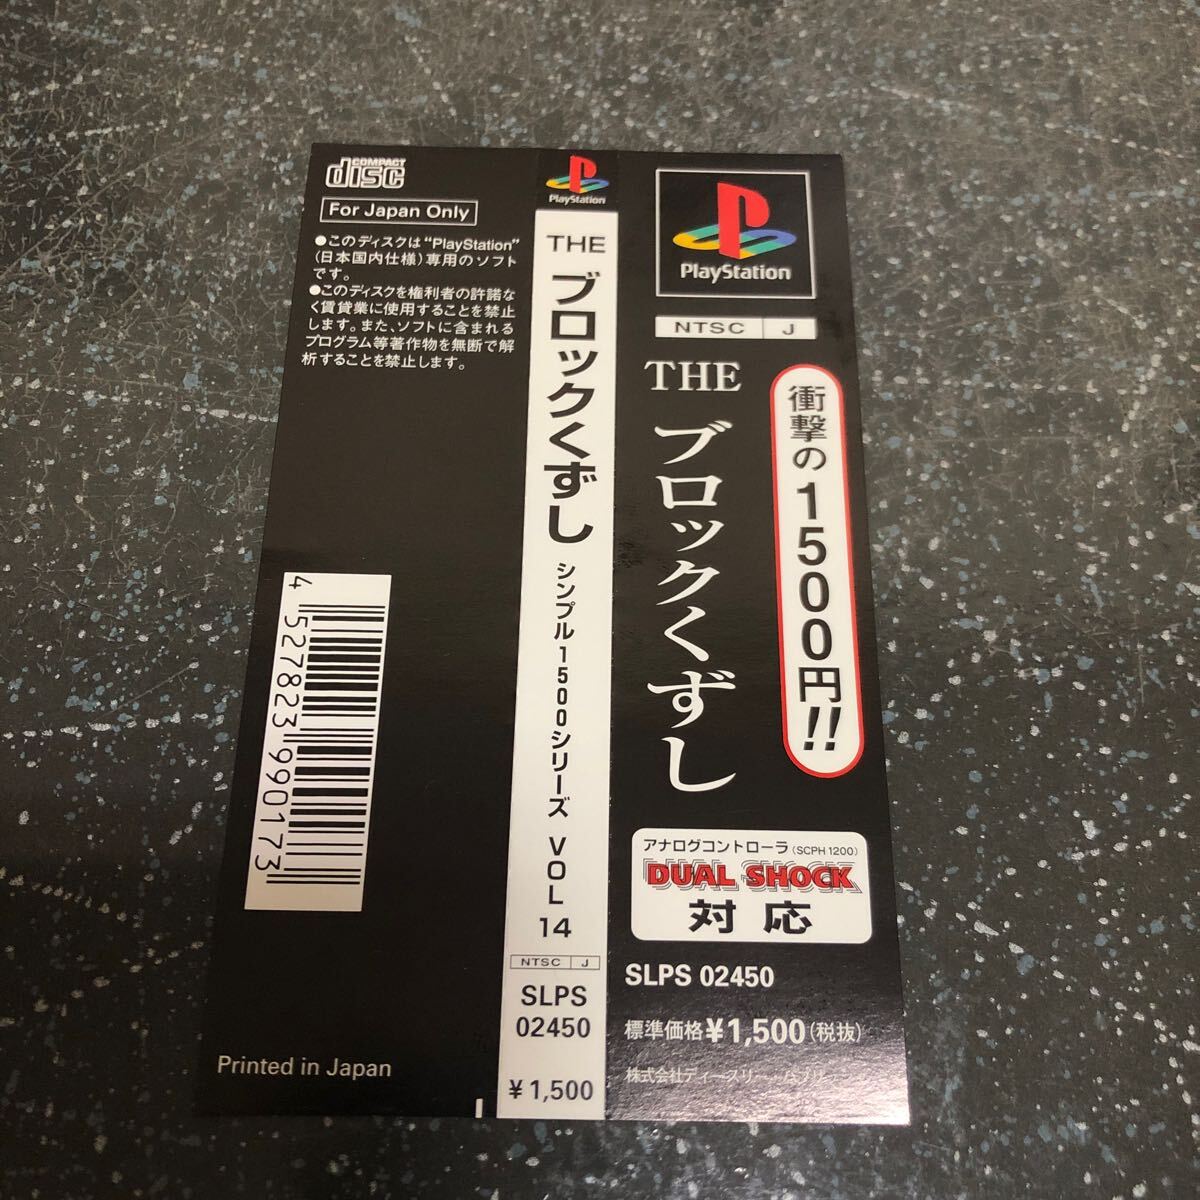 COMPACT
disc
For Japan Only
●このディスクは“PlayStation”
(日本国内仕様)専用のソフト
です。
●このディスクを権利者の許諾な
く賃貸業に使用することを禁止
します。また、ソフトに含まれる
プログラム等著作物を無断で解
析することを禁止します。
4 527823 990173
Printed in Japan
PlayStation
THE ブロックくずし
シンプル1500シリーズ VOL 14
NTSC J
SLPS
02450
¥1,500
PlayStation
NTSC J
THE ブロックくずし
衝撃の1500円!!
アナログコントローラ(SCPH 1200)
DUAL SHOCK
対応
SLPS 02450
標準価格¥1,500(税抜)
株式会社ディースリー・パブリ